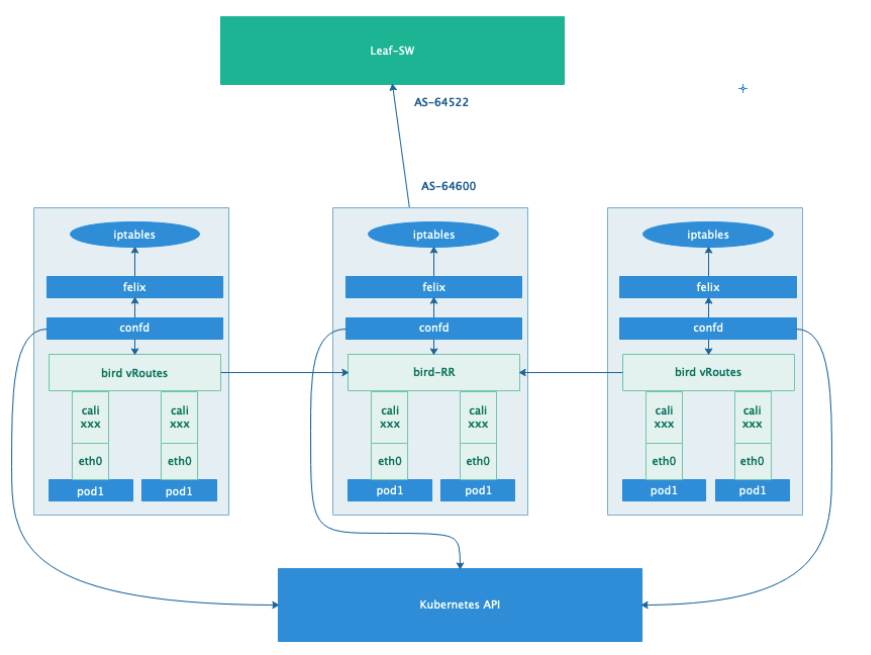 Leaf-SW
AS-64522
AS-64600
iptables
felix
confd
bird vRoutes
cali
xxx
cali
xxx
eth0
eth0
pod1
pod1
iptables
felix
confd
bird-RR
cali
xxx
cali
xxx
eth0
eth0
pod1
pod1
iptables
felix
confd
bird vRoutes
cali
xxx
cali
xxx
eth0
eth0
pod1
pod1
Kubernetes API